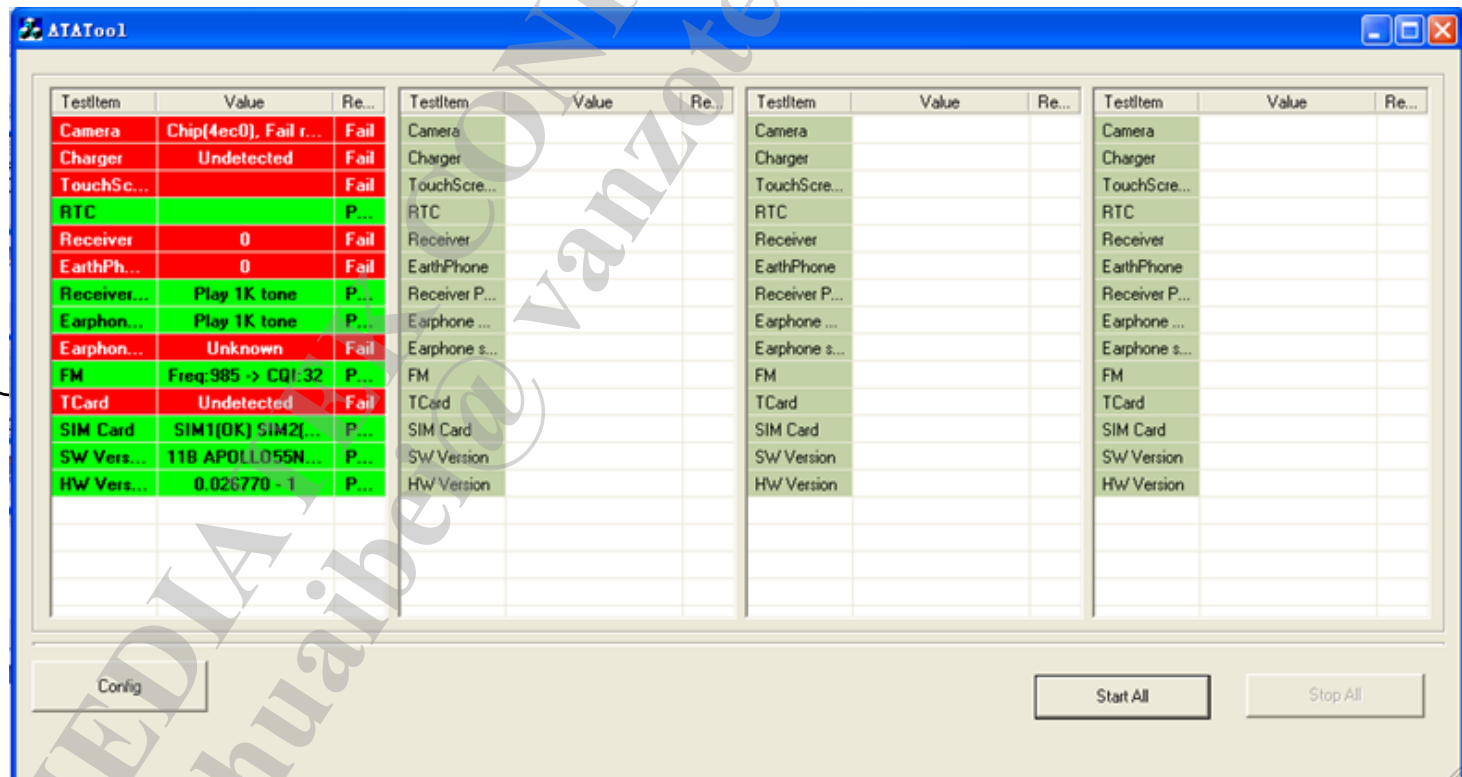 ATATool
TestItem Value Re... TestItem Value Re... TestItem Value Re... TestItem Value Re...
Camera Chip(4ec0), Fail r... Fail Camera Camera Camera
Charger Undetected Fail Charger Charger Charger
TouchSc... Fail TouchScre... TouchScre... TouchScre...
RTC P... RTC RTC RTC
Receiver 0 Fail Receiver Receiver Receiver
EarthPh... 0 Fail EarthPhone EarthPhone EarthPhone
Receiver... Play 1K tone P... Receiver P... Receiver P... Receiver P...
Earphon... Play 1K tone P... Earphone ... Earphone ... Earphone ...
Earphon... Unknown Fail Earphone s... Earphone s... Earphone s...
FM Freq:985 -> CQI:32 P... FM FM FM
TCard Undetected Fail TCard TCard TCard
SIM Card SIM1(OK) SIM2(... P... SIM Card SIM Card SIM Card
SW Vers... 11B APOLLO55N... P... SW Version SW Version SW Version
HW Vers... 0.026770 - 1 P... HW Version HW Version HW Version
Config Start All Stop All
MEDIATEK CON
huaibei@vanzote